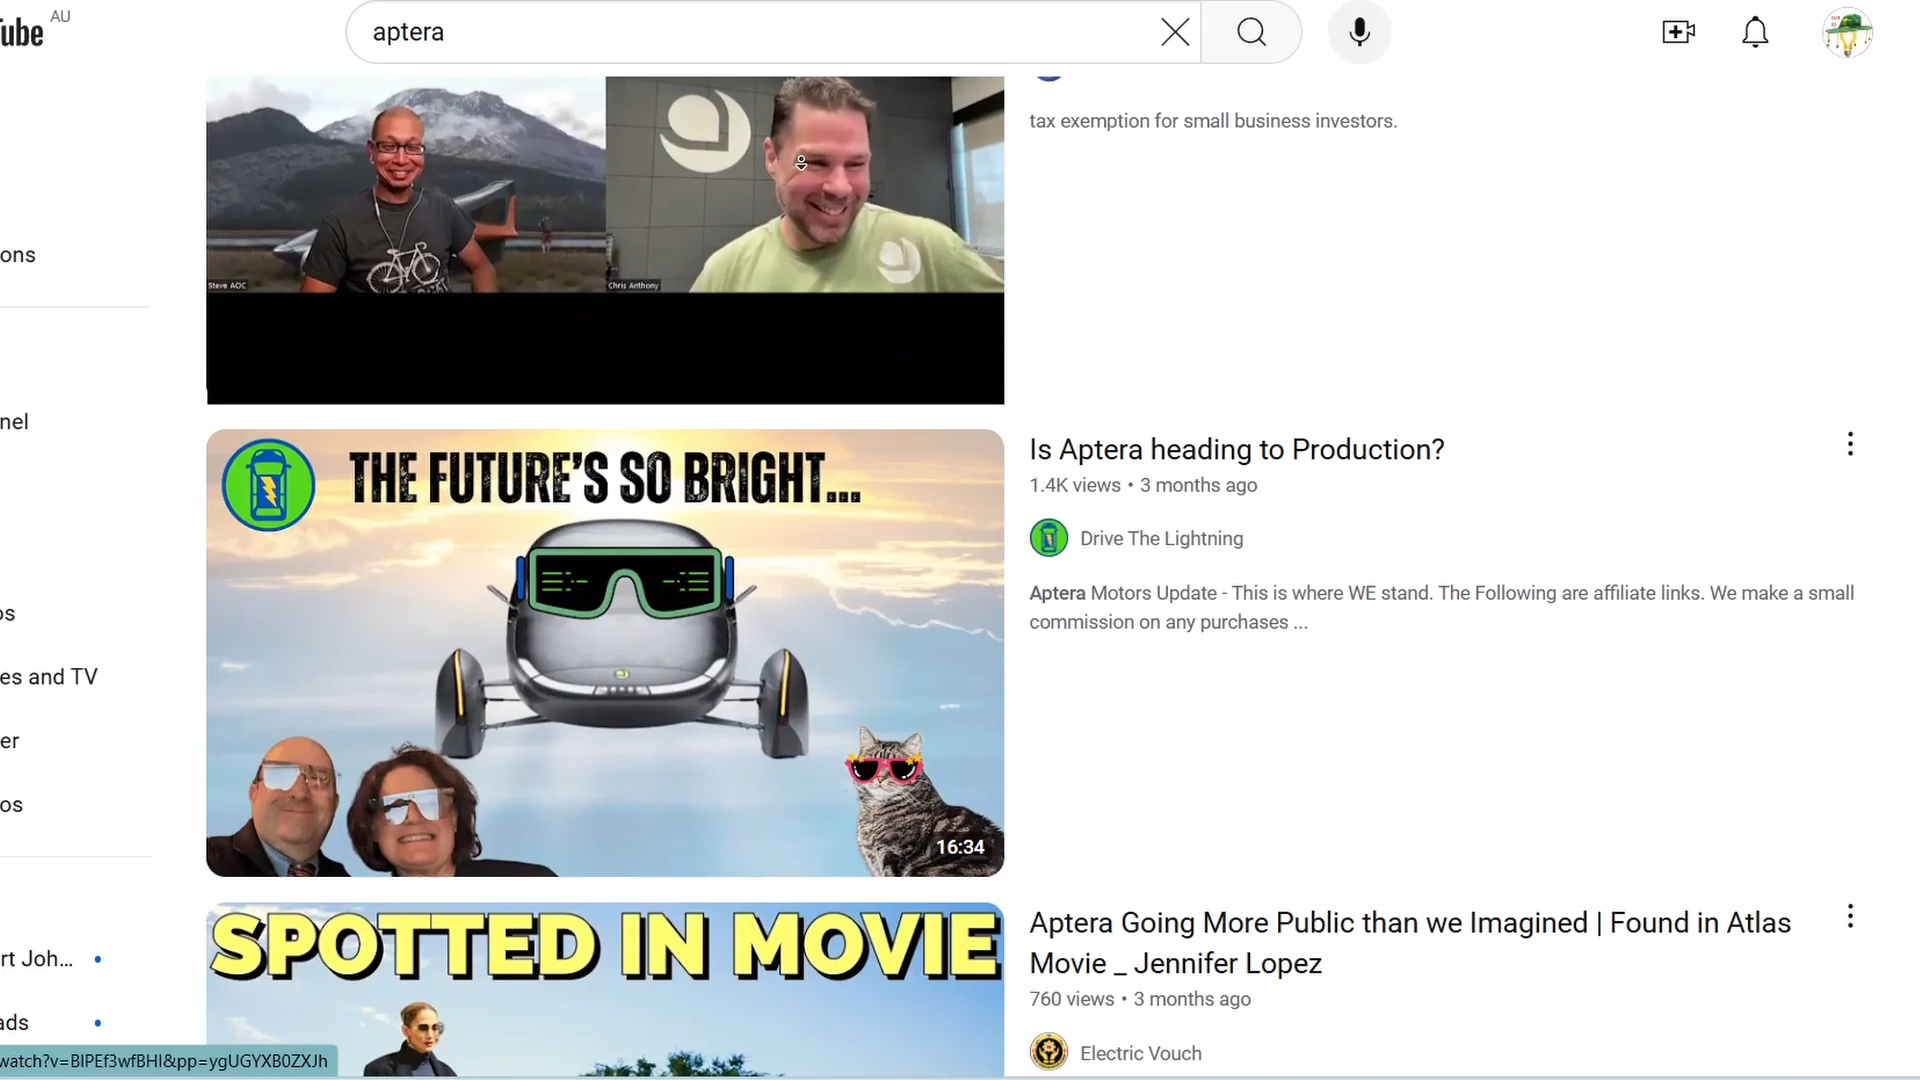 Tube AU
aptera
tax exemption for small business investors.
Steve AOC
Chris Anthony
ons
nel
os
es and TV
er
os
rt Joh...
ads
THE FUTURE'S SO BRIGHT...
16:34
Is Aptera heading to Production?
1.4K views • 3 months ago
Drive The Lightning
Aptera Motors Update - This is where WE stand. The Following are affiliate links. We make a small
commission on any purchases ...
SPOTTED IN MOVIE
Aptera Going More Public than we Imagined | Found in Atlas
Movie _ Jennifer Lopez
760 views • 3 months ago
Electric Vouch
watch?v=BIPEf3wfBHI&pp=ygUGYXB0ZXJh